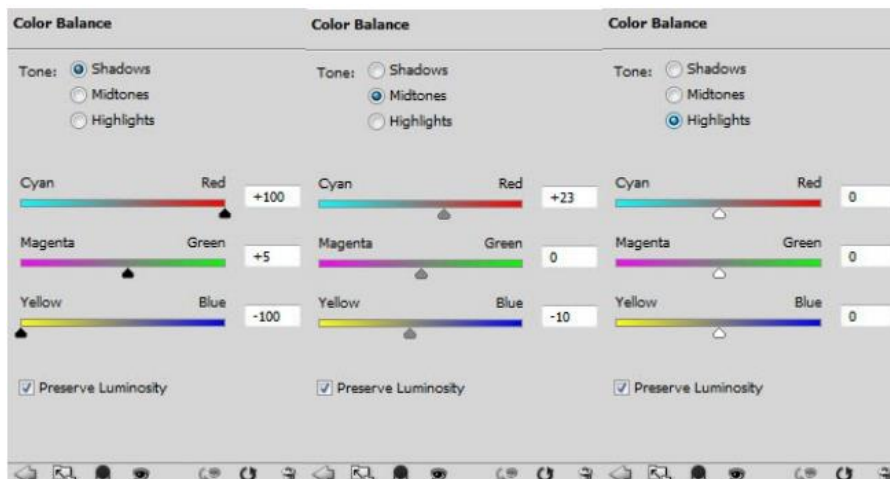 Color Balance
Tone: Shadows
Midtones
Highlights
Cyan Red +100
Magenta Green +5
Yellow Blue -100
Preserve Luminosity
Color Balance
Tone: Shadows
Midtones
Highlights
Cyan Red +23
Magenta Green 0
Yellow Blue -10
Preserve Luminosity
Color Balance
Tone: Shadows
Midtones
Highlights
Cyan Red 0
Magenta Green 0
Yellow Blue 0
Preserve Luminosity